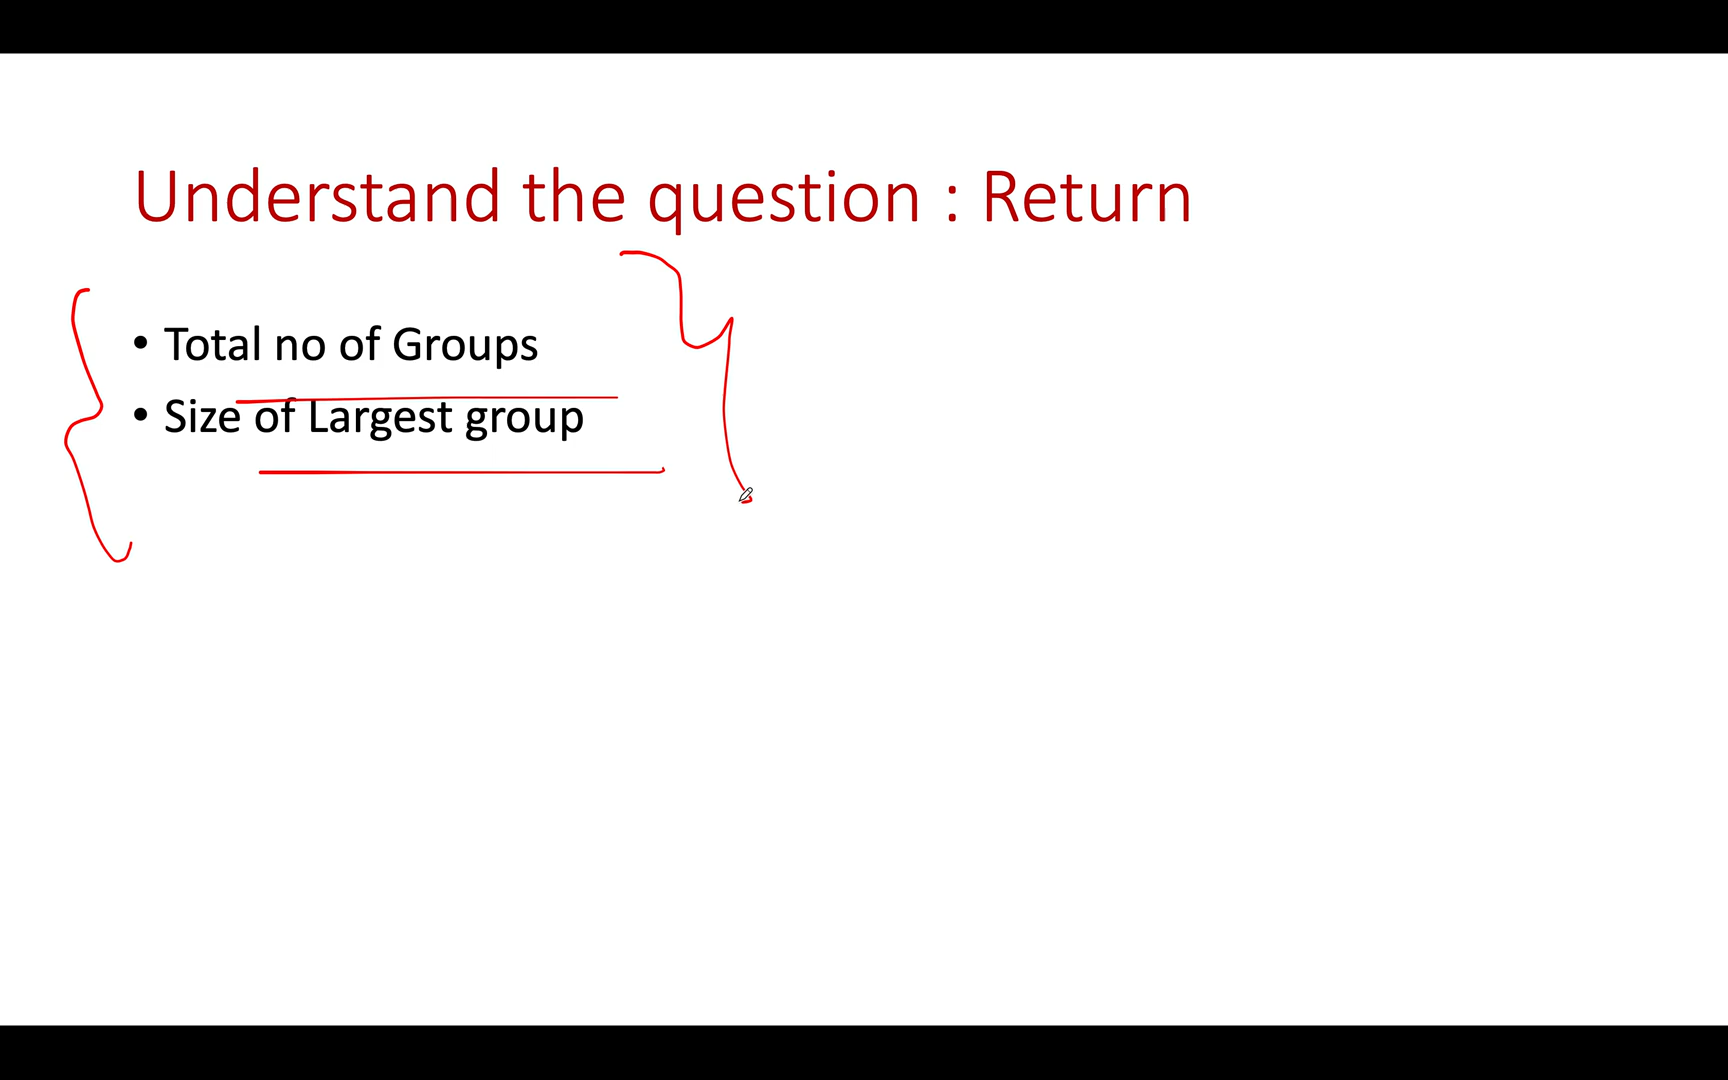 Understand the question : Return
• Total no of Groups
• Size of Largest group